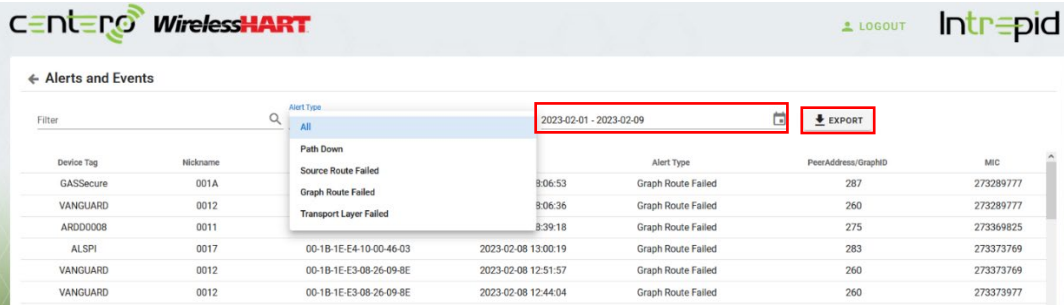 centero WirelessHART
LOGOUT
Intrepid
Alerts and Events
Filter
Alert Type
All
Path Down
Source Route Failed
Graph Route Failed
Transport Layer Failed
2023-02-01 - 2023-02-09
EXPORT
Device Tag Nickname Alert Type PeerAddress/GraphID MIC
GASSecure 001A 8:06:53 Graph Route Failed 287 273289777
VANGUARD 0012 8:06:36 Graph Route Failed 260 273289777
ARDD0008 0011 8:39:18 Graph Route Failed 275 273369825
ALSPI 0017 00-1B-1E-E4-10-00-46-03 2023-02-08 13:00:19 Graph Route Failed 283 273373769
VANGUARD 0012 00-1B-1E-E3-08-26-09-8E 2023-02-08 12:51:57 Graph Route Failed 260 273373769
VANGUARD 0012 00-1B-1E-E3-08-26-09-8E 2023-02-08 12:44:04 Graph Route Failed 260 273373977